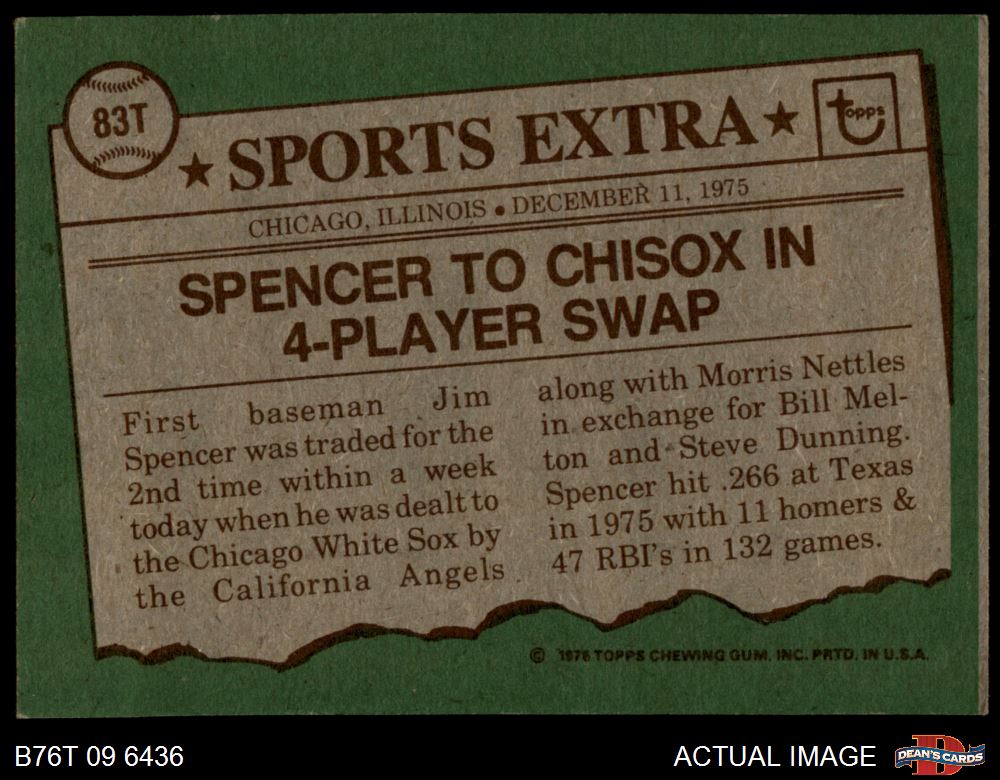 83T
★ SPORTS EXTRA ★
topps
CHICAGO, ILLINOIS • DECEMBER 11, 1975
SPENCER TO CHISOX IN
4-PLAYER SWAP
First baseman Jim
Spencer was traded for the
2nd time within a week
today when he was dealt to
the Chicago White Sox by
the California Angels
along with Morris Nettles
in exchange for Bill Mel-
ton and Steve Dunning.
Spencer hit .266 at Texas
in 1975 with 11 homers &
47 RBI's in 132 games.
© 1976 TOPPS CHEWING GUM, INC. PRTD. IN U.S.A.
B76T 09 6436
ACTUAL IMAGE
D
DEAN'S CARDS